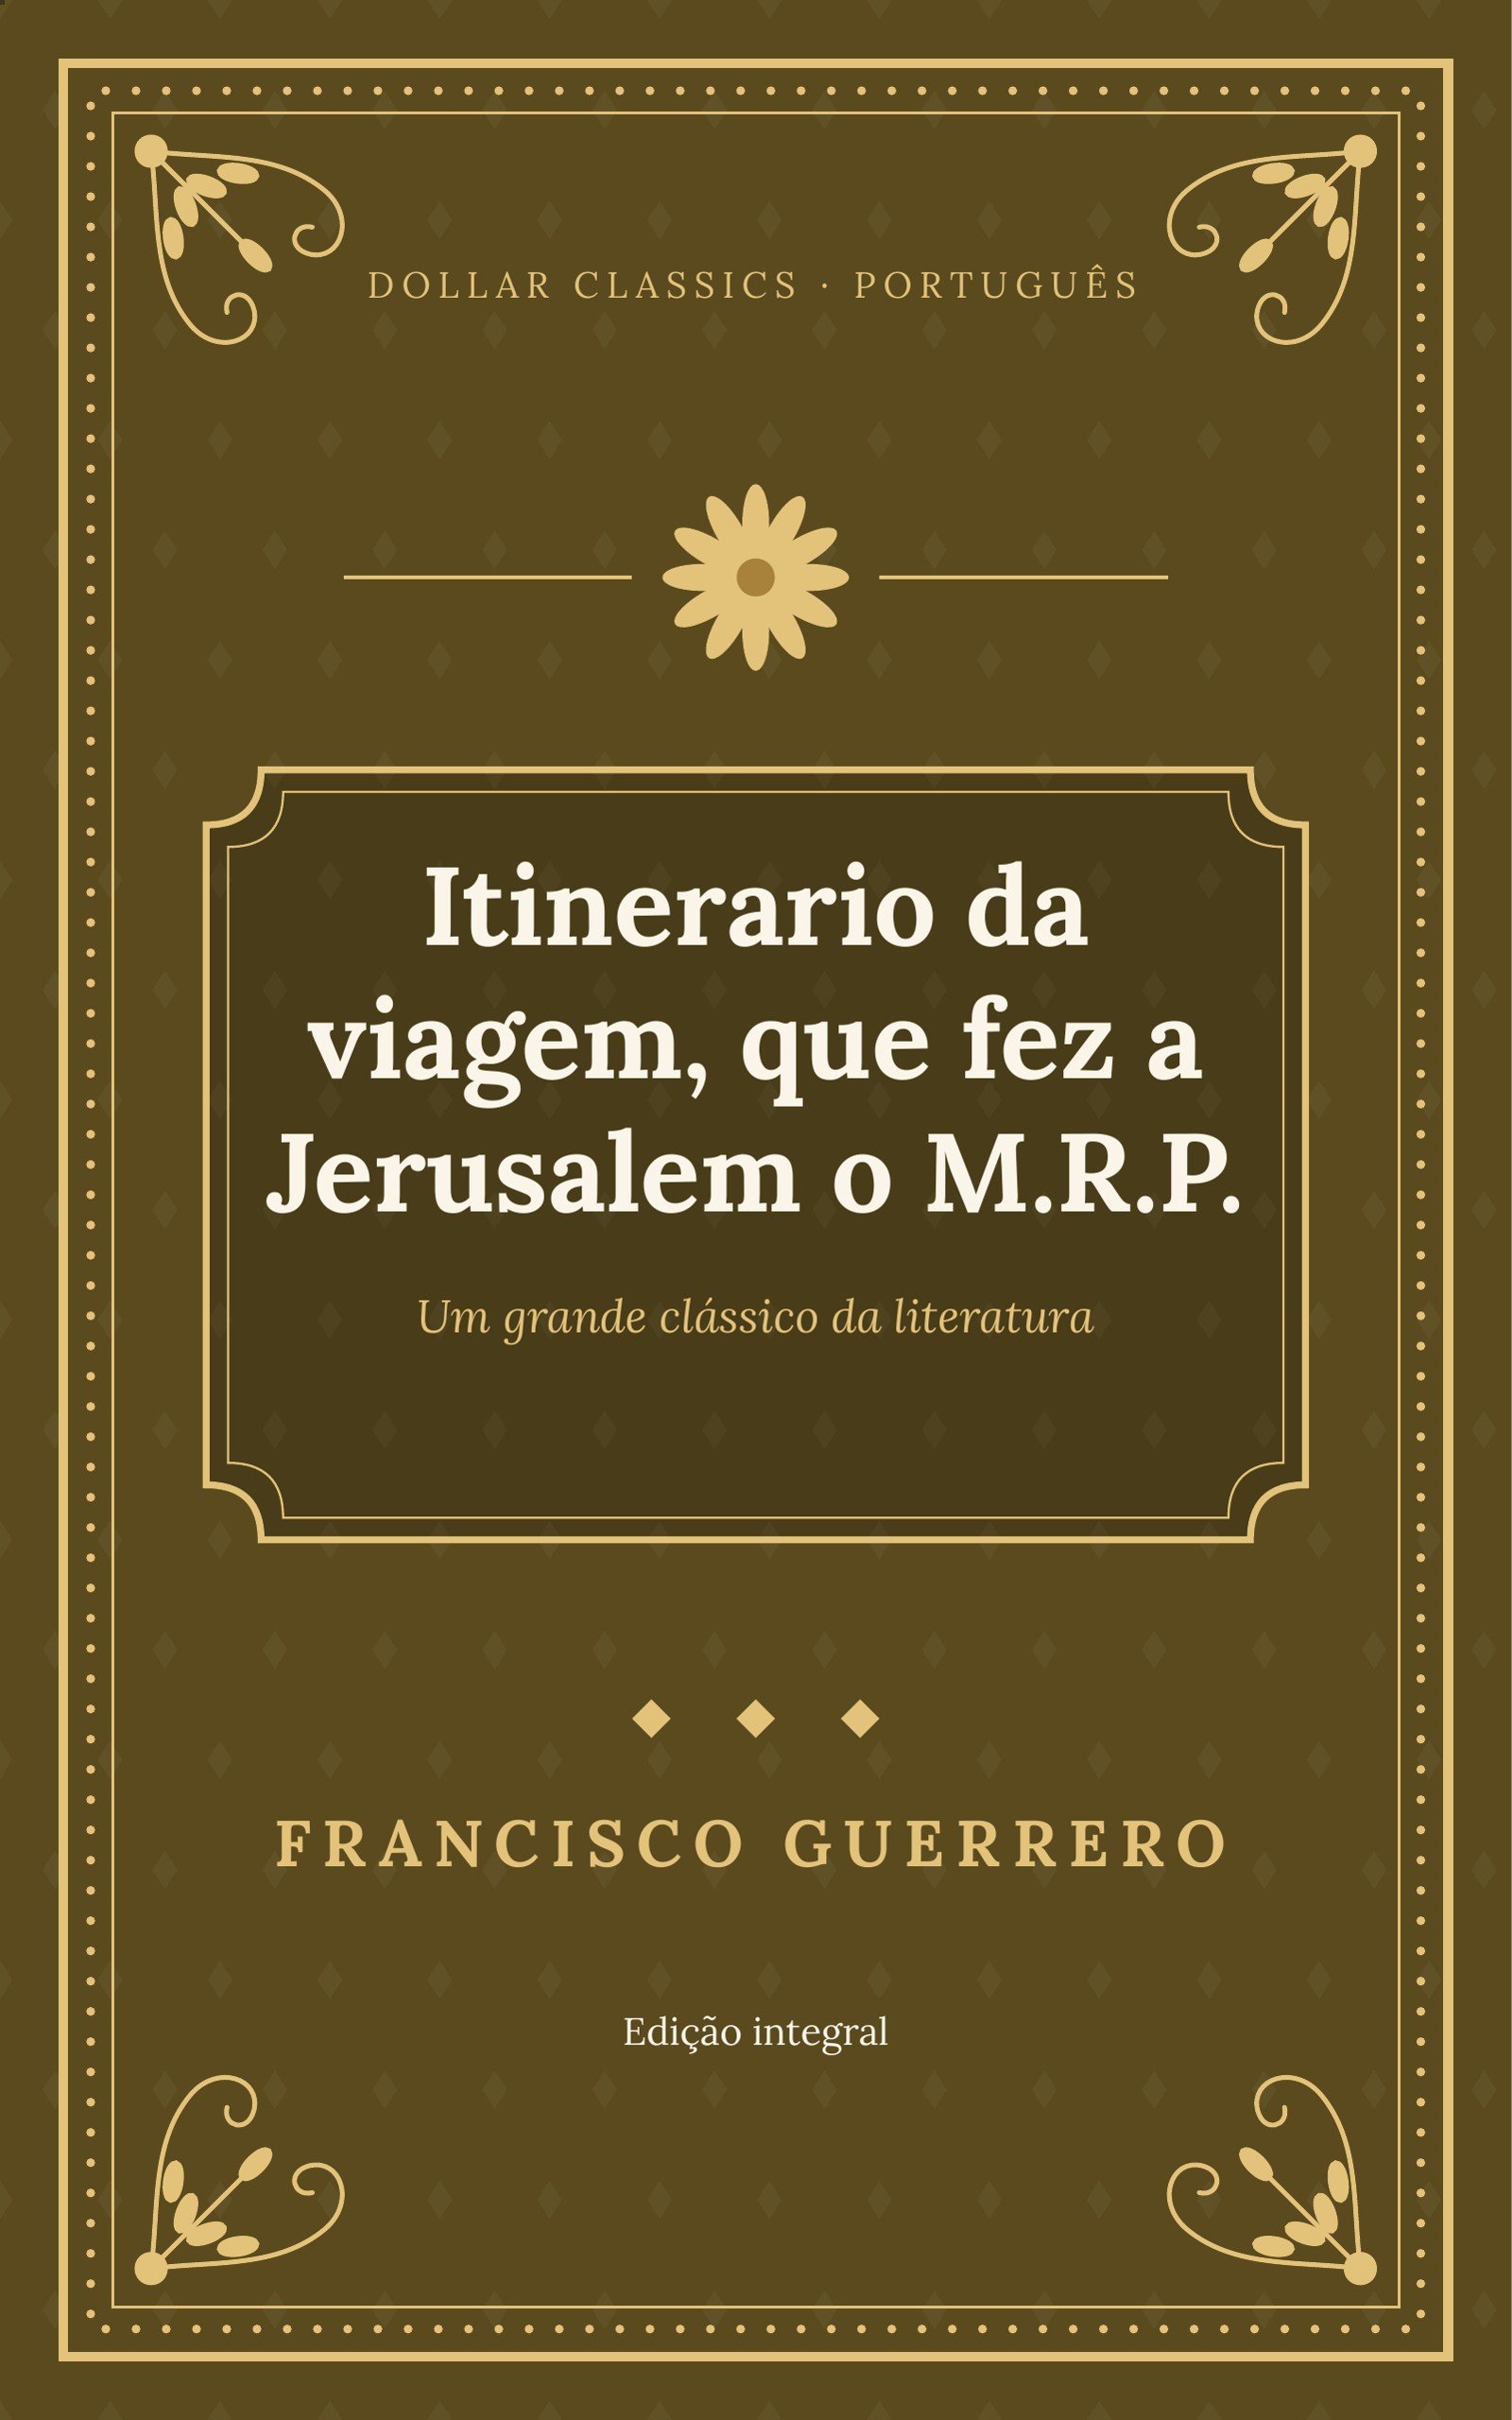 DOLLAR CLASSICS · PORTUGUÊS
Itinerario da
viagem, que fez a
Jerusalem o M.R.P.
Um grande clássico da literatura
FRANCISCO GUERRERO
Edição integral